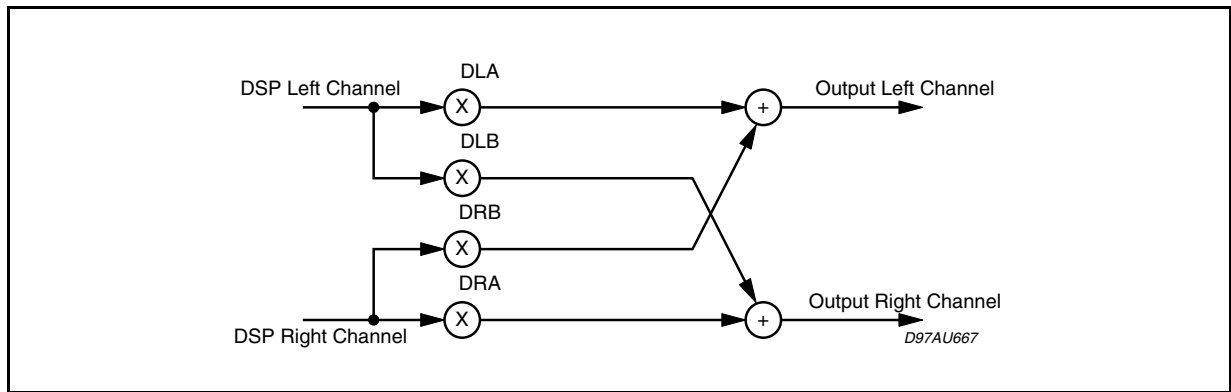 DLA
DSP Left Channel
Output Left Channel
X
+
DLB
X
DRB
X
DRA
Output Right Channel
X
+
DSP Right Channel
D97AU667